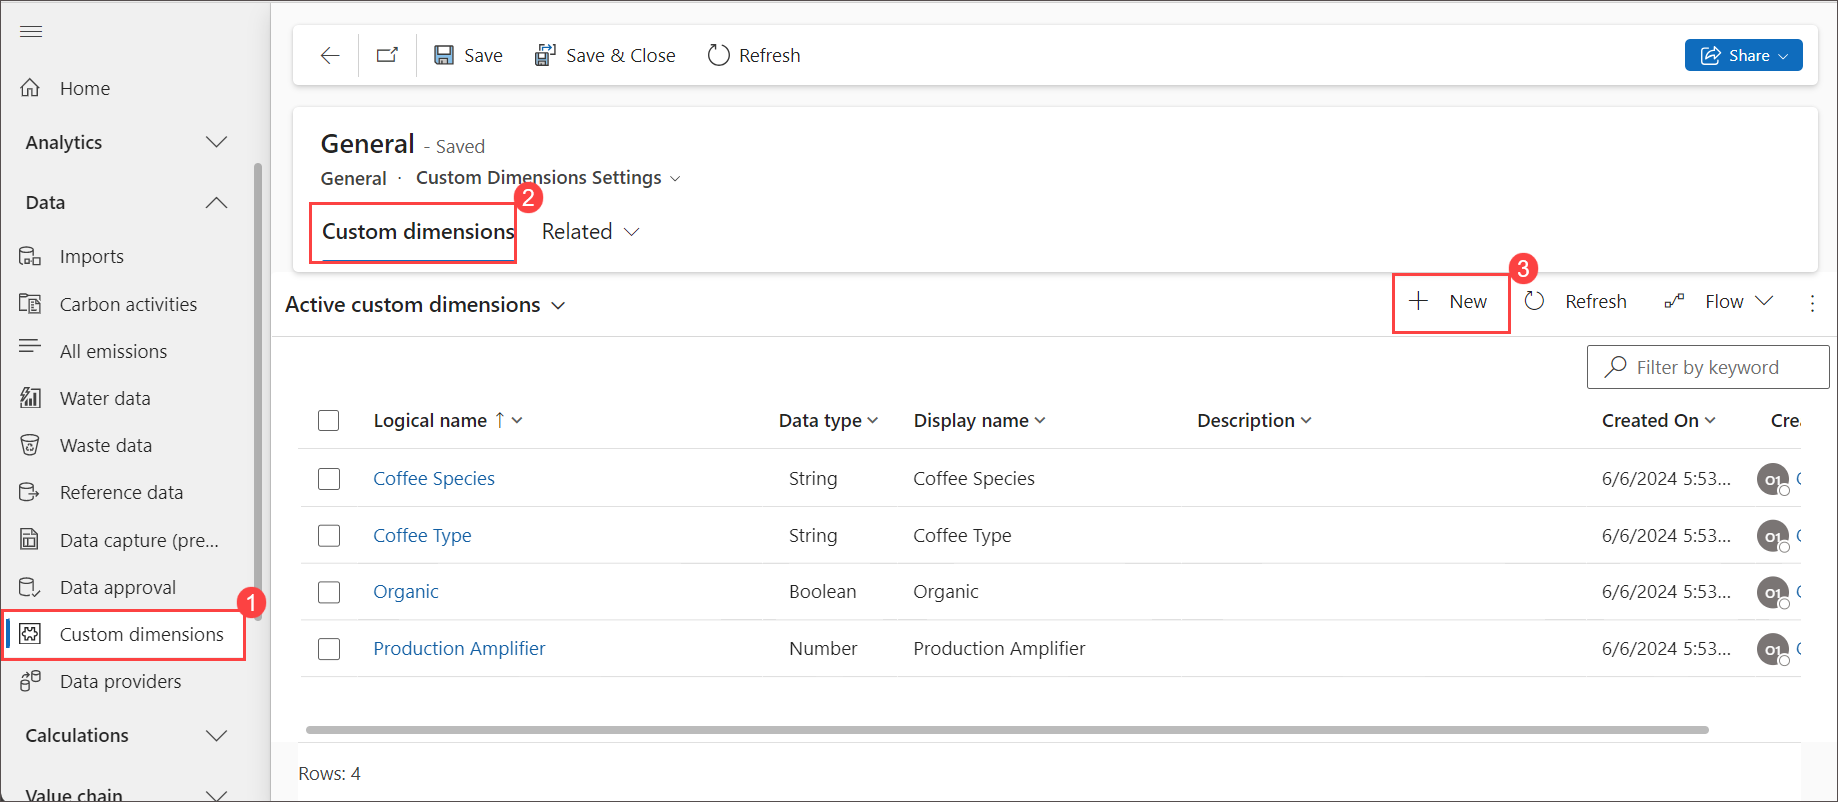 Home
Analytics
Data
Imports
Carbon activities
All emissions
Water data
Waste data
Reference data
Data capture (pre...
Data approval
1
Custom dimensions
Data providers
Calculations
Value chain
Save
Save & Close
Refresh
Share
General - Saved
General · Custom Dimensions Settings
2
Custom dimensions
Related
3
Active custom dimensions
New
Refresh
Flow
Filter by keyword
Logical name ↑ Data type Display name Description Created On Cre
Coffee Species String Coffee Species 6/6/2024 5:53... O1
Coffee Type String Coffee Type 6/6/2024 5:53... O1
Organic Boolean Organic 6/6/2024 5:53... O1
Production Amplifier Number Production Amplifier 6/6/2024 5:53... O1
Rows: 4